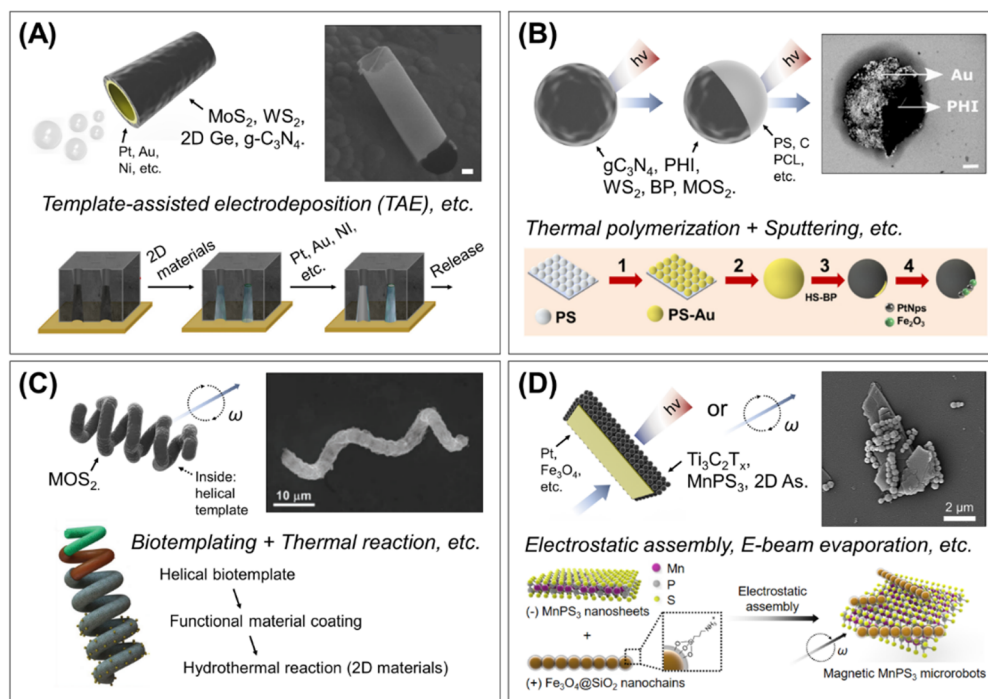 (A)
MoS2, WS2,
2D Ge, g-C3N4.
Pt, Au,
Ni, etc.
Template-assisted electrodeposition (TAE), etc.
2D
materials
Pt, Au, NI,
etc.
Release
(B)
hv
hv
Au
PHI
PS, C
PCL,
etc.
gC3N4, PHI,
WS2, BP, MOS2.
Thermal polymerization + Sputtering, etc.
1
2
3
4
HS-BP
PS
PS-Au
PtNps
Fe2O3
(C)
ω
MOS2.
Inside:
helical
template
10 μm
Biotemplating + Thermal reaction, etc.
Helical biotemplate
Functional material coating
Hydrothermal reaction (2D materials)
(D)
hv
or
ω
Pt,
Fe3O4,
etc.
Ti3C2Tx,
MnPS3, 2D As.
2 μm
Electrostatic assembly, E-beam evaporation, etc.
Mn
P
S
(-) MnPS3 nanosheets
+
(+) Fe3O4@SiO2 nanochains
Electrostatic
assembly
ω
Magnetic MnPS3 microrobots